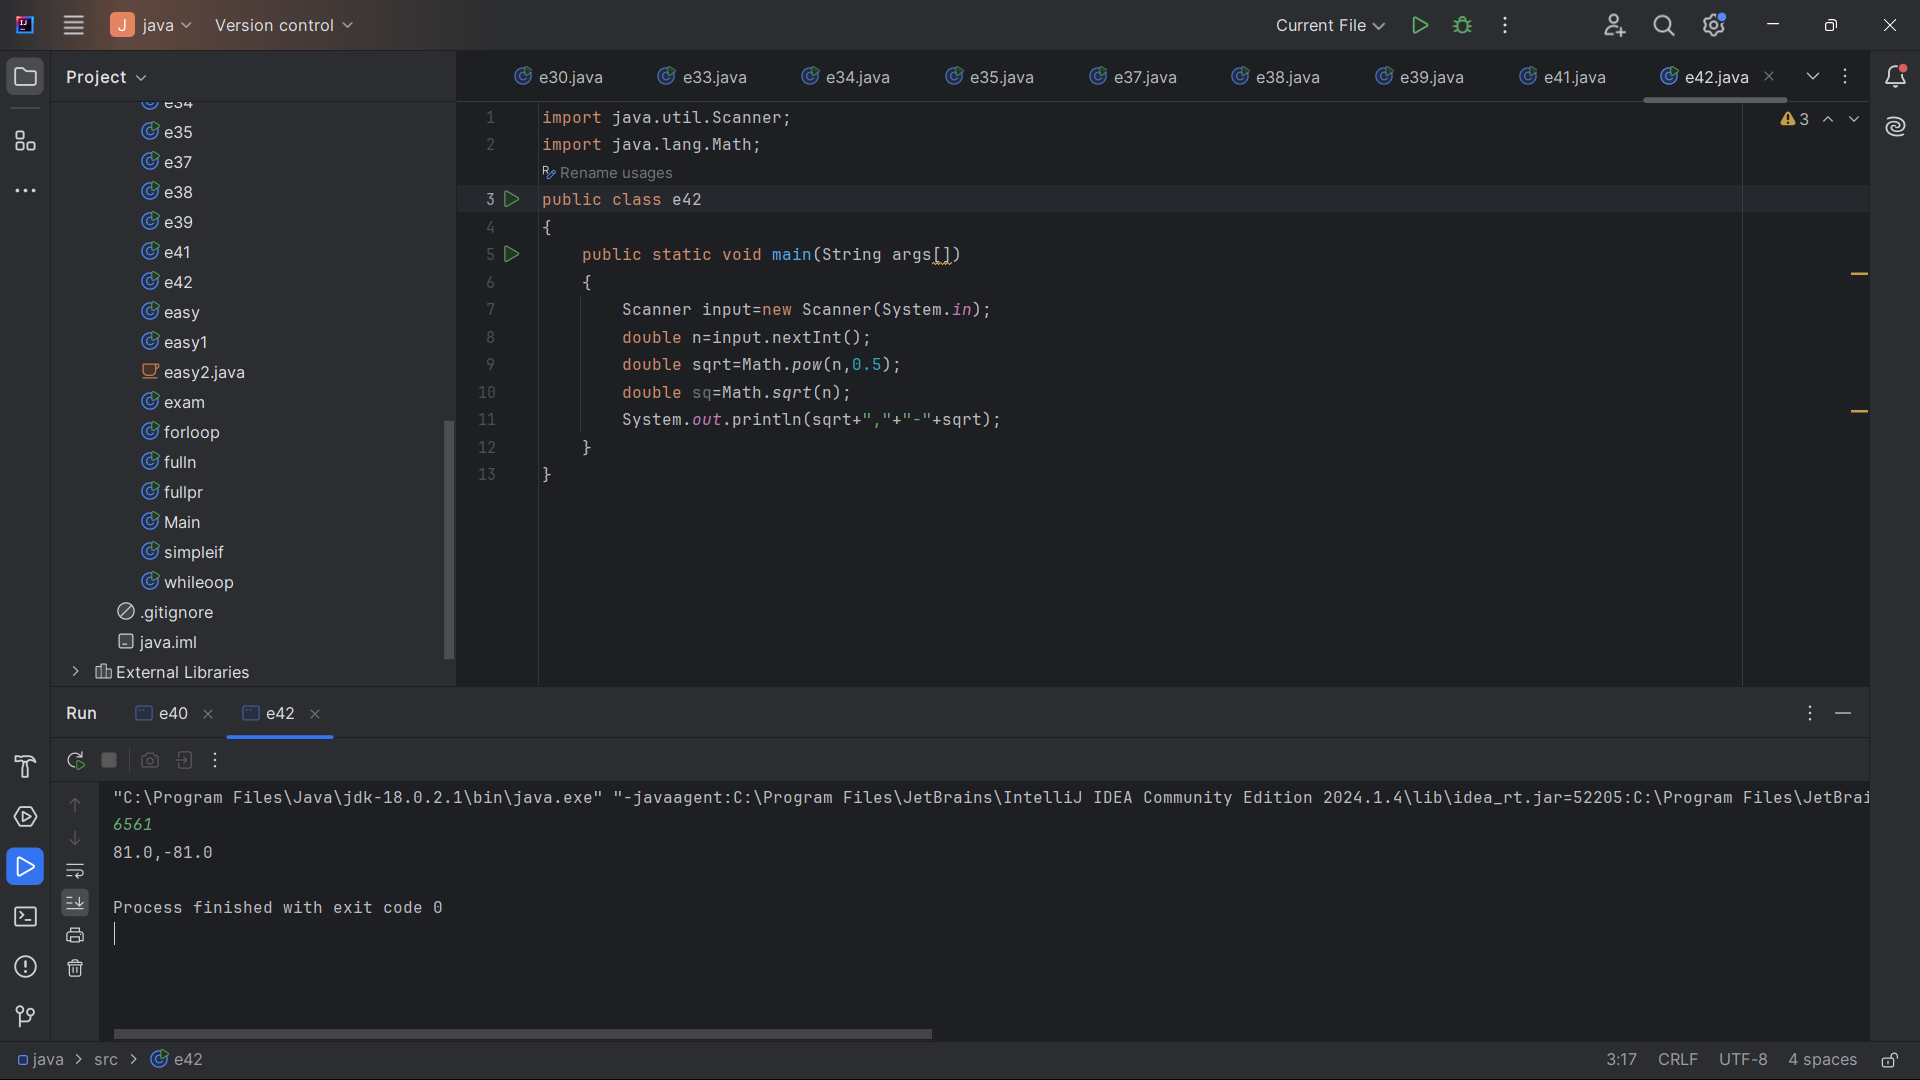 J java Version control Current File
Project
e30.java e33.java e34.java e35.java e37.java e38.java e39.java e41.java e42.java
e34
e35
e37
e38
e39
e41
e42
easy
easy1
easy2.java
exam
forloop
fulln
fullpr
Main
simpleif
whileoop
.gitignore
java.iml
External Libraries
3
1 import java.util.Scanner;
2 import java.lang.Math;
Rename usages
3 public class e42
4 {
5 public static void main(String args[])
6 {
7 Scanner input=new Scanner(System.in);
8 double n=input.nextInt();
9 double sqrt=Math.pow(n,0.5);
10 double sq=Math.sqrt(n);
11 System.out.println(sqrt+","+"-"+sqrt);
12 }
13 }
Run e40 e42
"C:\Program Files\Java\jdk-18.0.2.1\bin\java.exe" "-javaagent:C:\Program Files\JetBrains\IntelliJ IDEA Community Edition 2024.1.4\lib\idea_rt.jar=52205:C:\Program Files\JetBrai
6561
81.0,-81.0
Process finished with exit code 0
java src e42 3:17 CRLF UTF-8 4 spaces